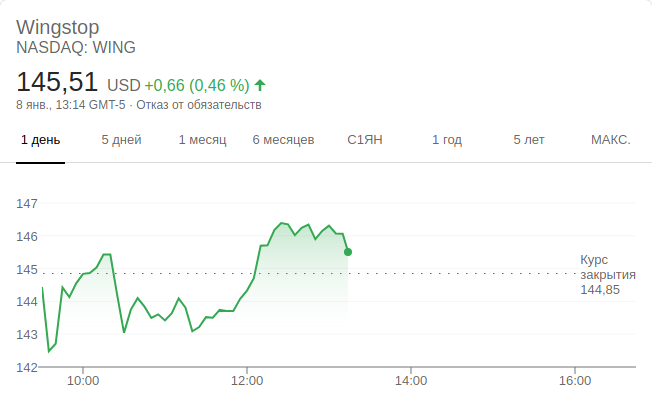 Wingstop
NASDAQ: WING
145,51 USD +0,66 (0,46 %)
8 янв., 13:14 GMT-5 · Отказ от обязательств
1 день 5 дней 1 месяц 6 месяцев С1ЯН 1 год 5 лет МАКС.
147
146
145
144
143
142
Курс
закрытия
144,85
10:00 12:00 14:00 16:00